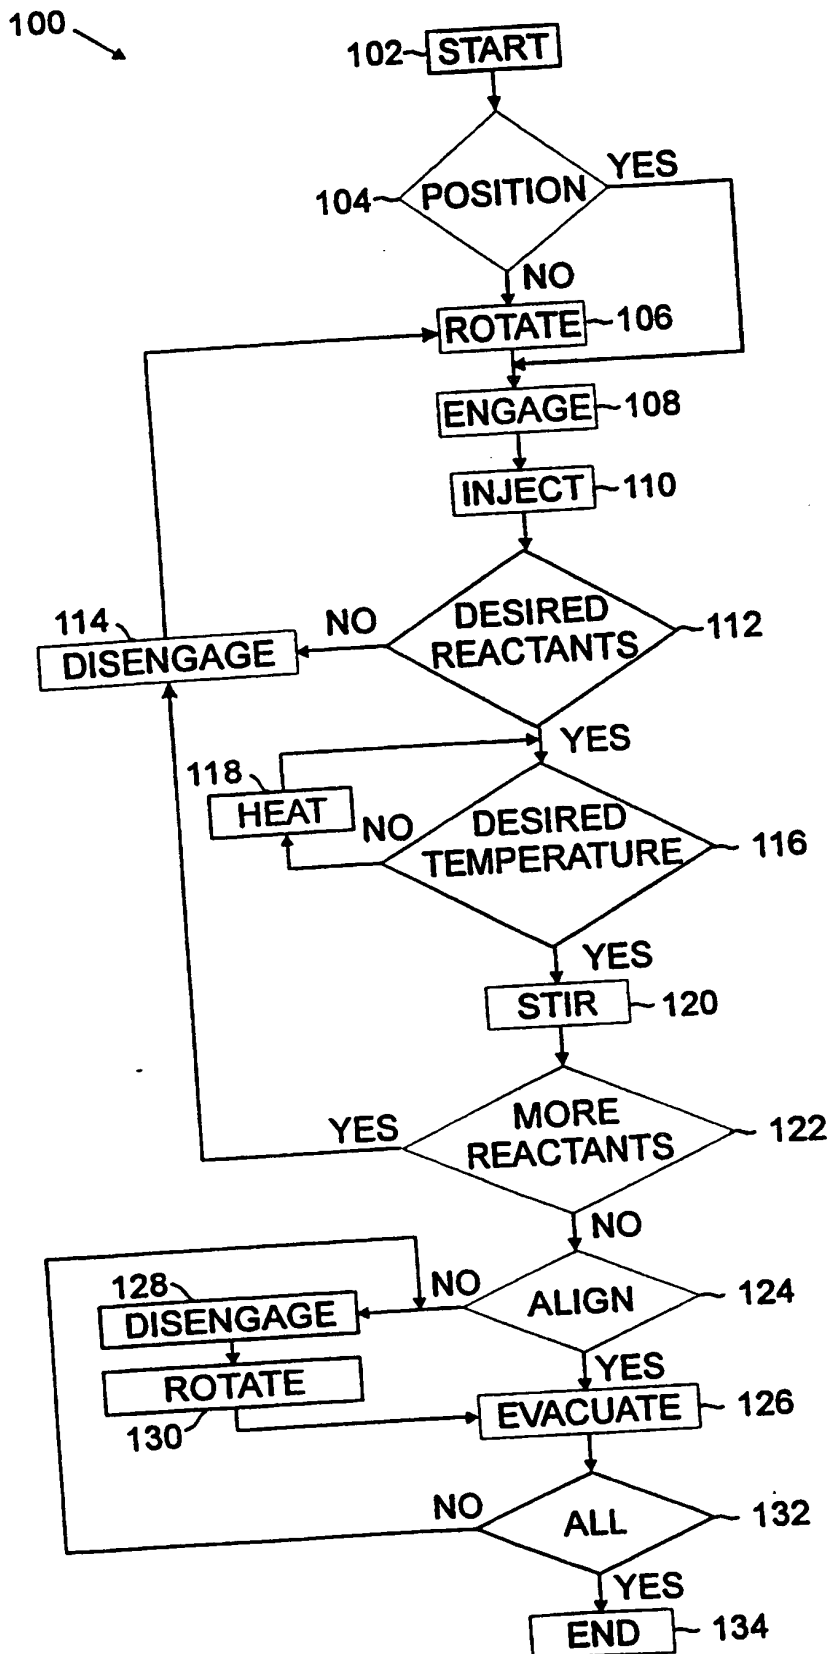 100
102 START
104 POSITION YES
NO
ROTATE 106
ENGAGE 108
INJECT 110
114
DISENGAGE
NO
DESIRED
REACTANTS
112
YES
118
HEAT
NO
DESIRED
TEMPERATURE
116
YES
STIR 120
YES
MORE
REACTANTS
122
NO
128
DISENGAGE
NO
ALIGN
124
ROTATE
130
YES
EVACUATE 126
NO
ALL
132
YES
END 134